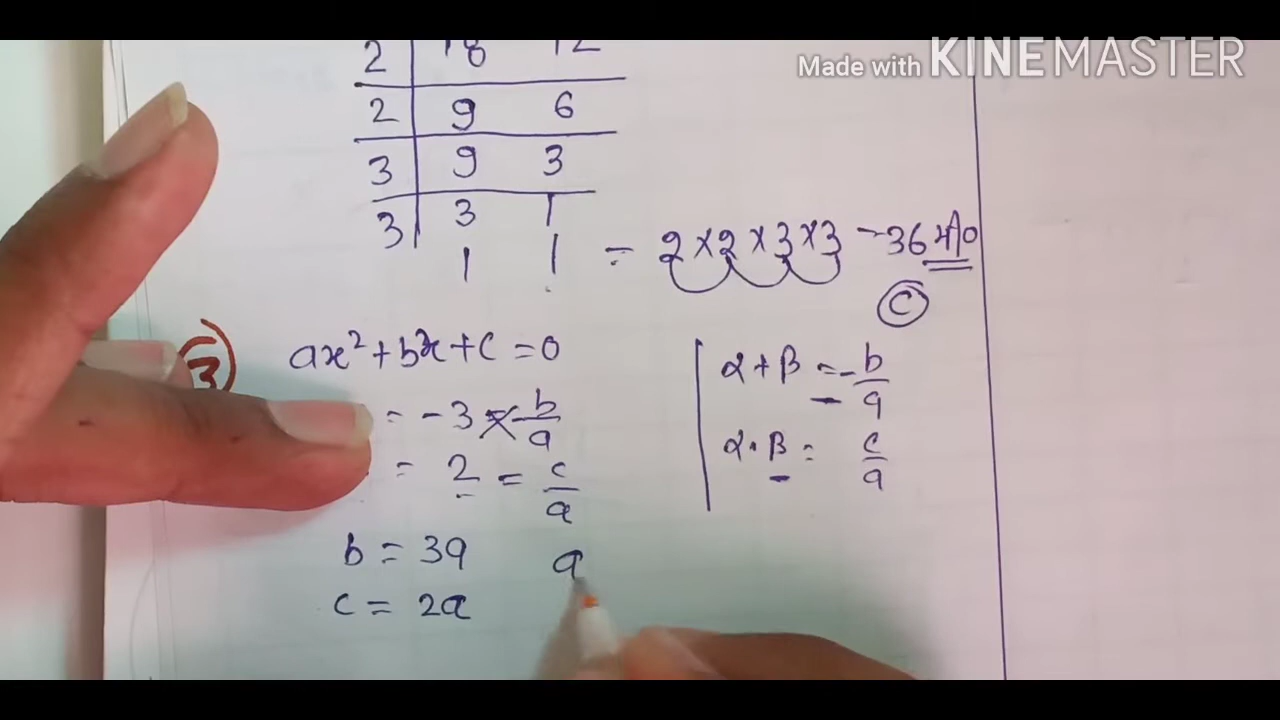 Made with KINEMASTER
2 18 12
2 9 6
3 9 3
3 3 1
1 1 = 2 × 2 × 3 × 3 - 36
C
3) ax² + bx + c = 0
= -3 = b/a
= 2 = c/a
b = 3a a
c = 2a
α + β = -b/a
α . β = c/a